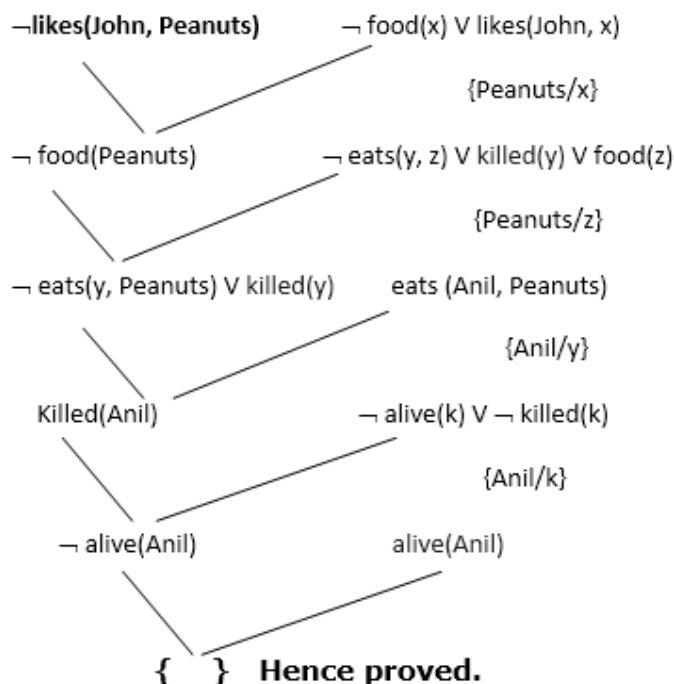 ¬likes(John, Peanuts) ¬ food(x) V likes(John, x)
{Peanuts/x}
¬ food(Peanuts) ¬ eats(y, z) V killed(y) V food(z)
{Peanuts/z}
¬ eats(y, Peanuts) V killed(y) eats (Anil, Peanuts)
{Anil/y}
Killed(Anil) ¬ alive(k) V ¬ killed(k)
{Anil/k}
¬ alive(Anil) alive(Anil)
{ } Hence proved.